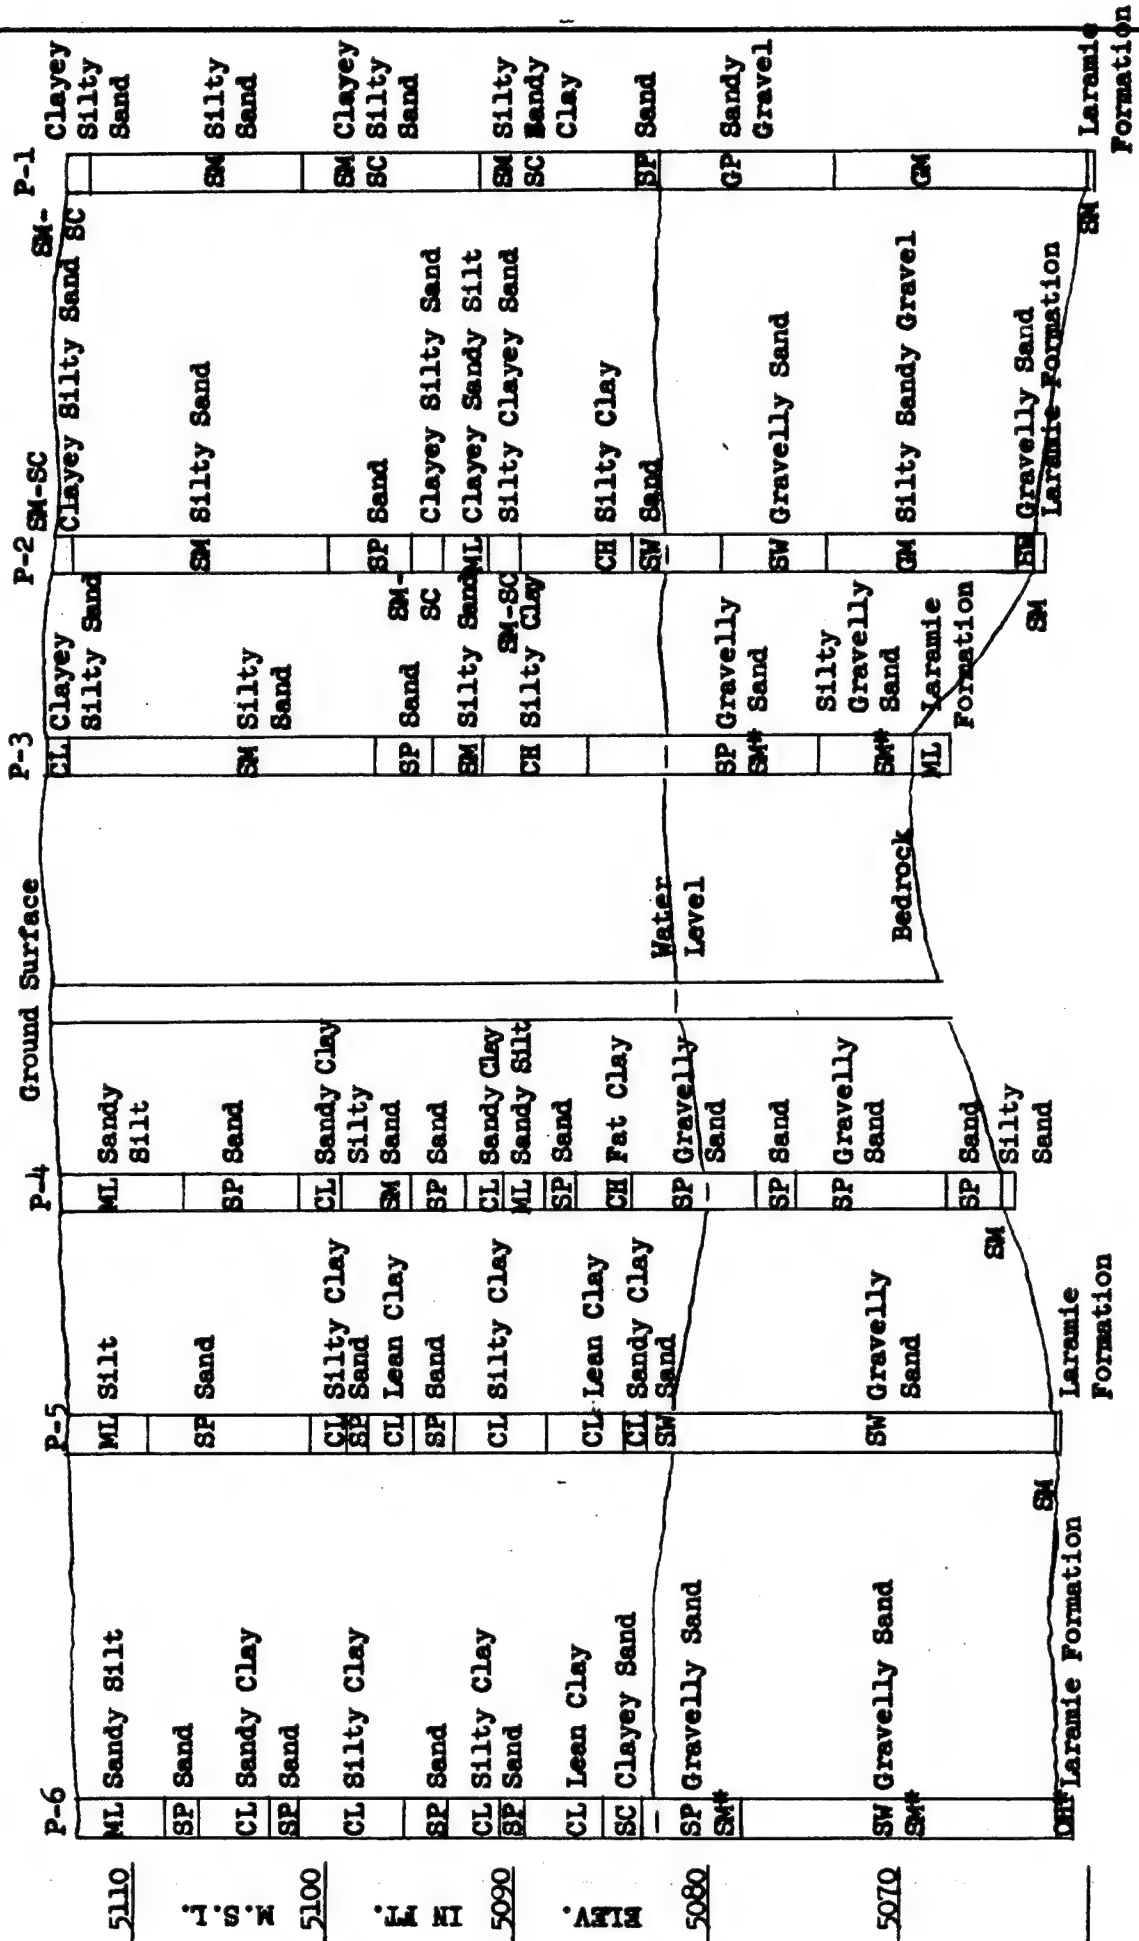 Ground Surface
P-6
ML Sandy Silt
SP Sand
CL Sandy Clay
SP Sand
CL Silty Clay
SP Sand
CL Silty Clay
SP Sand
CL Lean Clay
SC Clayey Sand
SP Gravelly Sand
SM*
SW Gravelly Sand
SM*
Laramie Formation
P-5
ML Silt
SP Sand
CL Silty Clay
SP Sand
CL Lean Clay
SP Sand
CL Silty Clay
CL Lean Clay
CL Sandy Clay
SW Sand
SW Gravelly
Sand
SM
Laramie
Formation
P-4
ML Sandy
Silt
SP Sand
CL Sandy Clay
Silty
SM Sand
SP Sand
CL Sandy Clay
ML Sandy Silt
SP Sand
CH Fat Clay
SP Gravelly
Sand
SP Sand
SP Gravelly
Sand
SP Sand
SM
Silty
Sand
Water
Level
Bedrock
P-3
CL Clayey
Silty Sand
SM Silty
Sand
SP Sand
SM Silty Sand
CH Silty Clay
SP Gravelly
SM* Sand
Silty
Gravelly
SM* Sand
ML Laramie
Formation
P-2
SM-SC
Clayey Silty Sand
SM Silty Sand
SP Sand
SM-
SC
Clayey Silty Sand
ML Clayey Sandy Silt
SM-SC
Silty Clayey Sand
CH Silty Clay
SW Sand
SW Gravelly Sand
GM Silty Sandy Gravel
SW Gravelly Sand
SM
Laramie Formation
P-1
SM-
SC
Clayey
Silty
Sand
SM Silty
Sand
SM Clayey
SC Silty
Sand
SM Silty
SC Sandy
Clay
SP Sand
GP Sandy
Gravel
GM
SM
Laramie
Formation
5110
M.S.L.
5100
IN FT.
5090
ELEV.
5080
5070